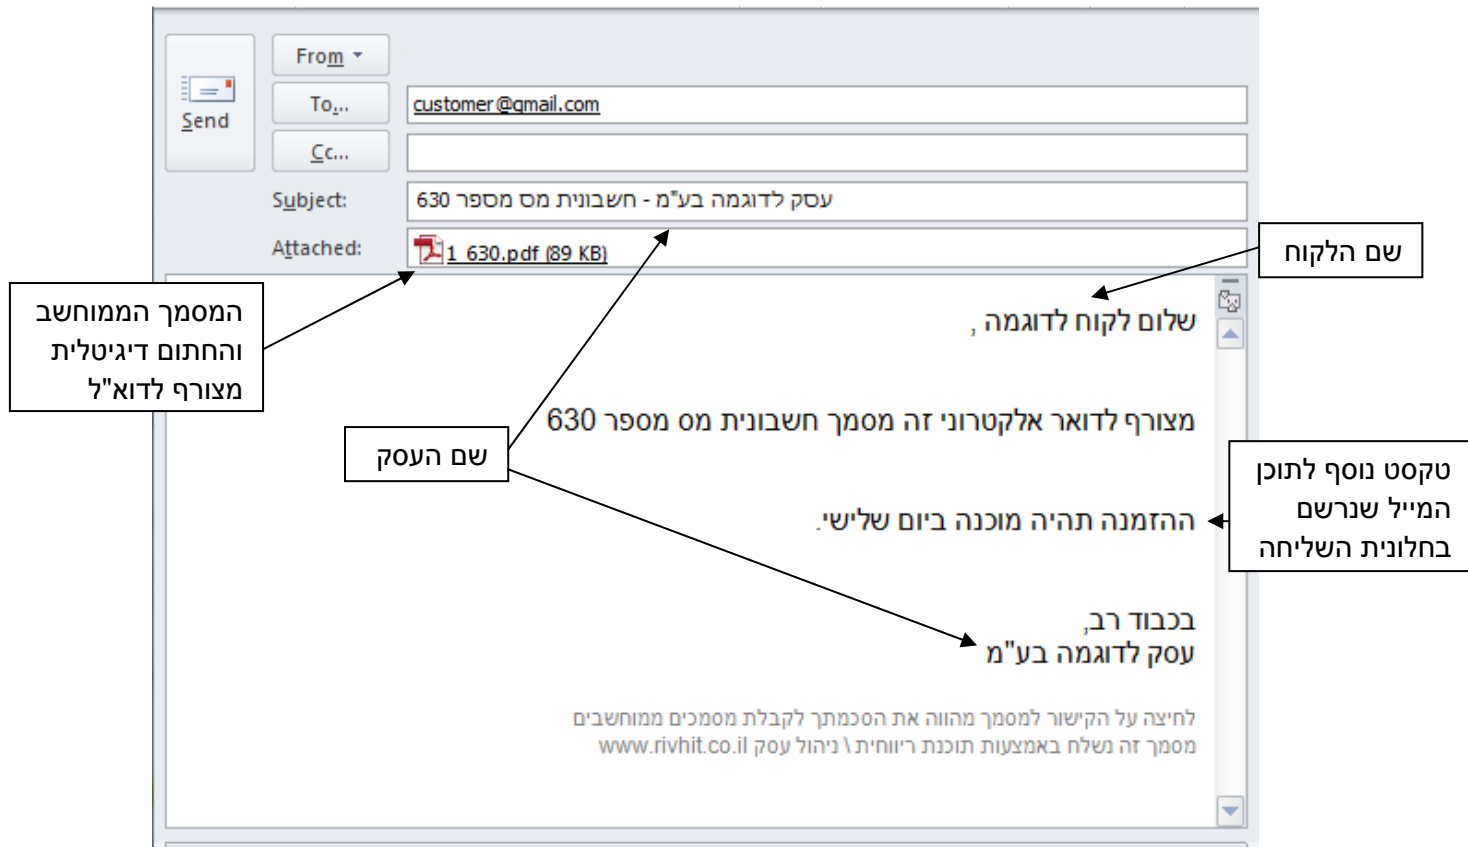 From
Send
To...
customer@gmail.com
Cc...
Subject:
עסק לדוגמה בע"מ - חשבונית מס מספר 630
Attached:
1_630.pdf (89 KB)
שם הלקוח
המסמך הממוחשב
והחתום דיגיטלית
מצורף לדוא"ל
שלום לקוח לדוגמה ,
מצורף לדואר אלקטרוני זה מסמך חשבונית מס מספר 630
שם העסק
טקסט נוסף לתוכן
המייל שנרשם
בחלונית השליחה
ההזמנה תהיה מוכנה ביום שלישי.
בכבוד רב,
עסק לדוגמה בע"מ
לחיצה על הקישור למסמך מהווה את הסכמתך לקבלת מסמכים ממוחשבים
מסמך זה נשלח באמצעות תוכנת ריווחית \ ניהול עסק www.rivhit.co.il